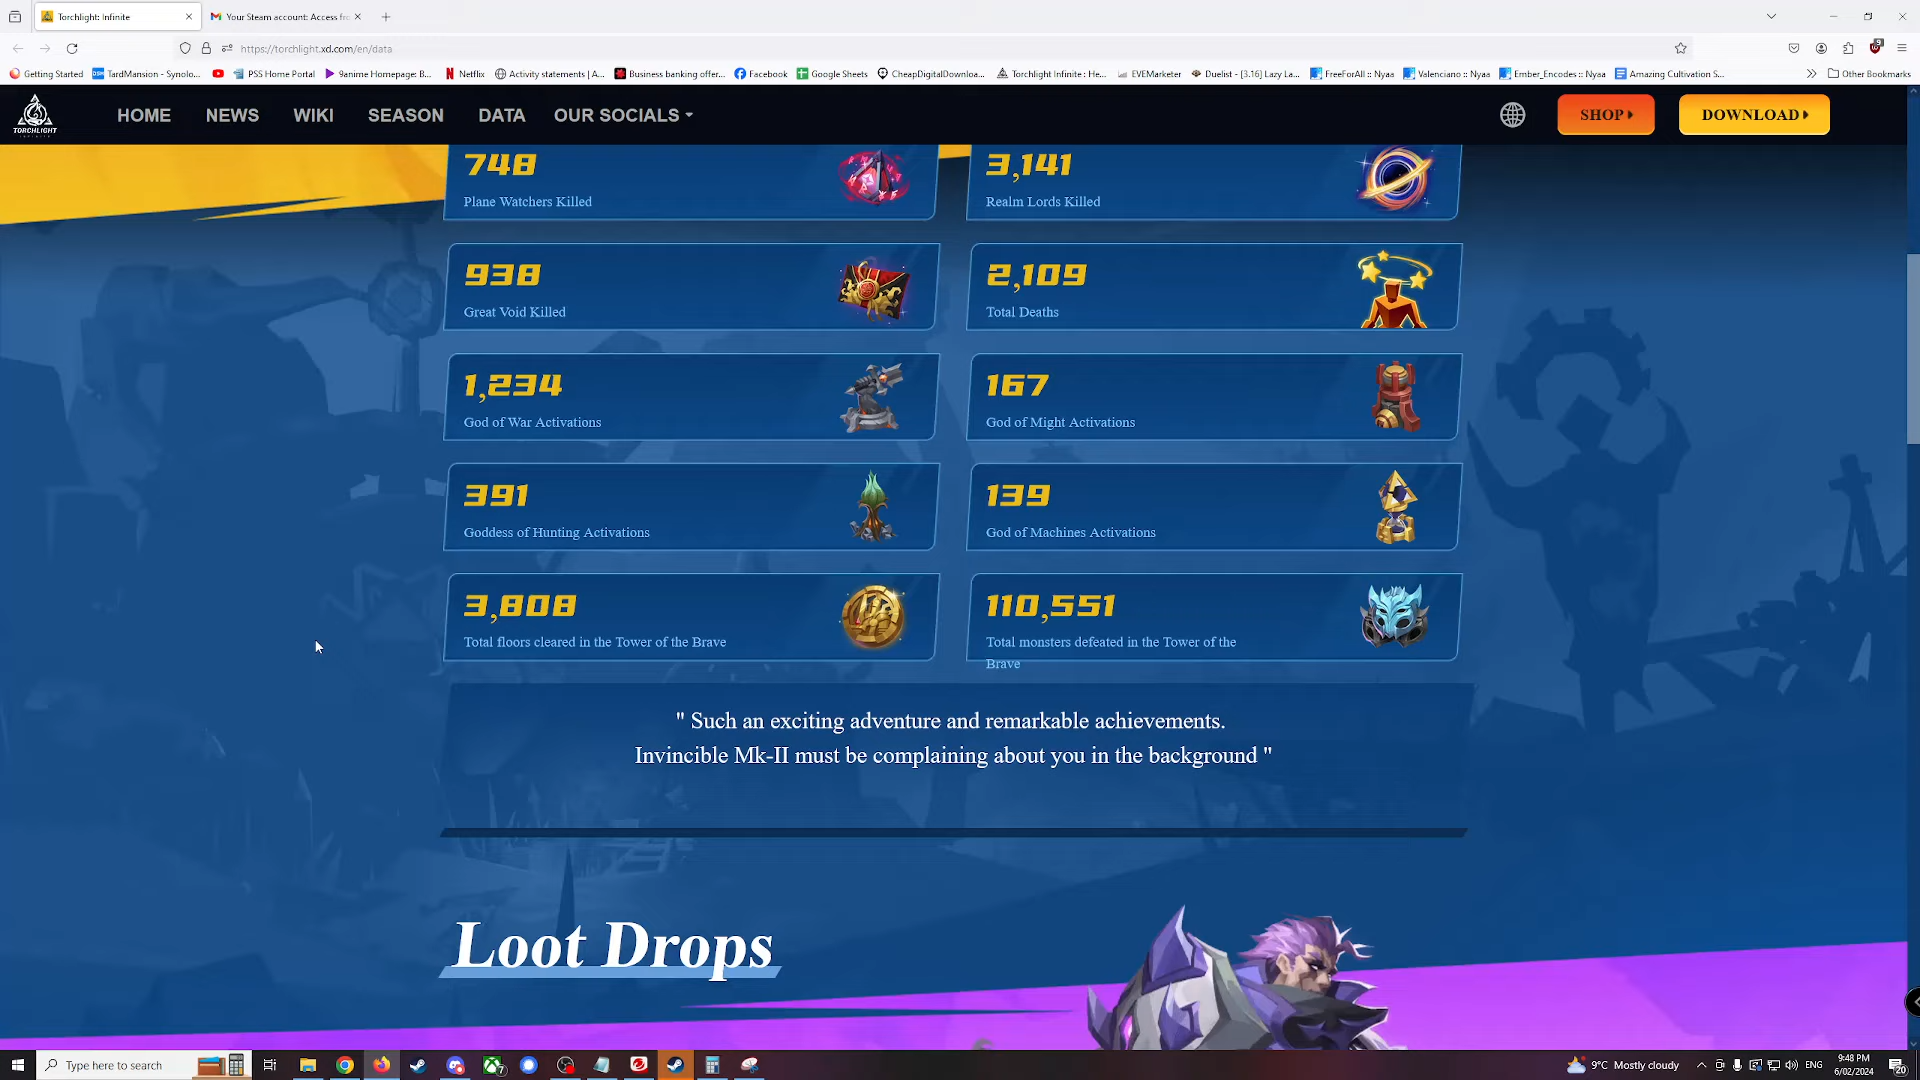 Torchlight: Infinite
Your Steam account: Access fro
https://torchlight.xd.com/en/data
Getting Started
TardMansion - Synolo...
PSS Home Portal
9anime Homepage: B...
Netflix
Activity statements | A...
Business banking offer...
Facebook
Google Sheets
CheapDigitalDownloa...
Torchlight Infinite : He...
EVEMarketer
Duelist - [3.16] Lazy La...
FreeForAll :: Nyaa
Valenciano :: Nyaa
Ember_Encodes :: Nyaa
Amazing Cultivation S...
Other Bookmarks
TORCHLIGHT
INFINITE
HOME
NEWS
WIKI
SEASON
DATA
OUR SOCIALS
SHOP
DOWNLOAD
748
Plane Watchers Killed
3,141
Realm Lords Killed
938
Great Void Killed
2,109
Total Deaths
1,234
God of War Activations
167
God of Might Activations
391
Goddess of Hunting Activations
139
God of Machines Activations
3,808
Total floors cleared in the Tower of the Brave
110,551
Total monsters defeated in the Tower of the
Brave
" Such an exciting adventure and remarkable achievements.
Invincible Mk-II must be complaining about you in the background "
Loot Drops
Type here to search
9°C Mostly cloudy
ENG
9:48 PM
6/02/2024
20